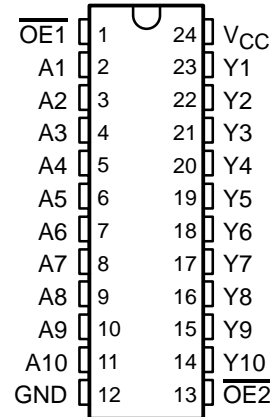 OE1 1 24 VCC
A1 2 23 Y1
A2 3 22 Y2
A3 4 21 Y3
A4 5 20 Y4
A5 6 19 Y5
A6 7 18 Y6
A7 8 17 Y7
A8 9 16 Y8
A9 10 15 Y9
A10 11 14 Y10
GND 12 13 OE2